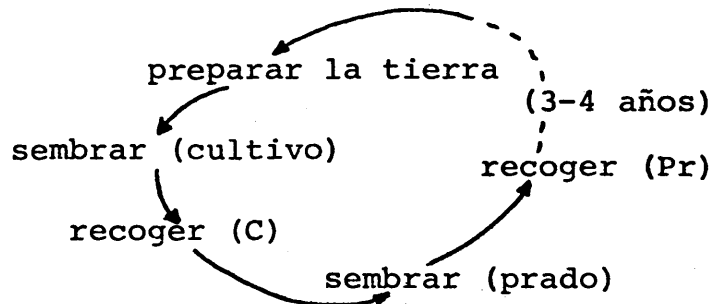 preparar la tierra
(3-4 años)
sembrar (cultivo)
recoger (Pr)
recoger (C)
sembrar (prado)